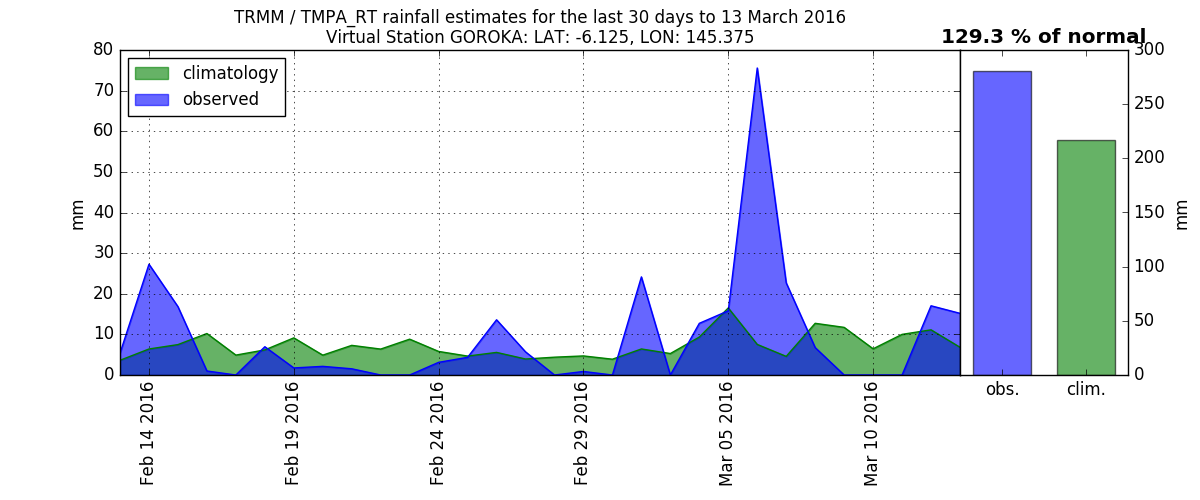 TRMM / TMPA_RT rainfall estimates for the last 30 days to 13 March 2016
Virtual Station GOROKA: LAT: -6.125, LON: 145.375
129.3 % of normal
climatology
observed
80
70
60
50
40
30
20
10
0
mm
Feb 14 2016
Feb 19 2016
Feb 24 2016
Feb 29 2016
Mar 05 2016
Mar 10 2016
300
250
200
150
100
50
0
mm
obs.
clim.